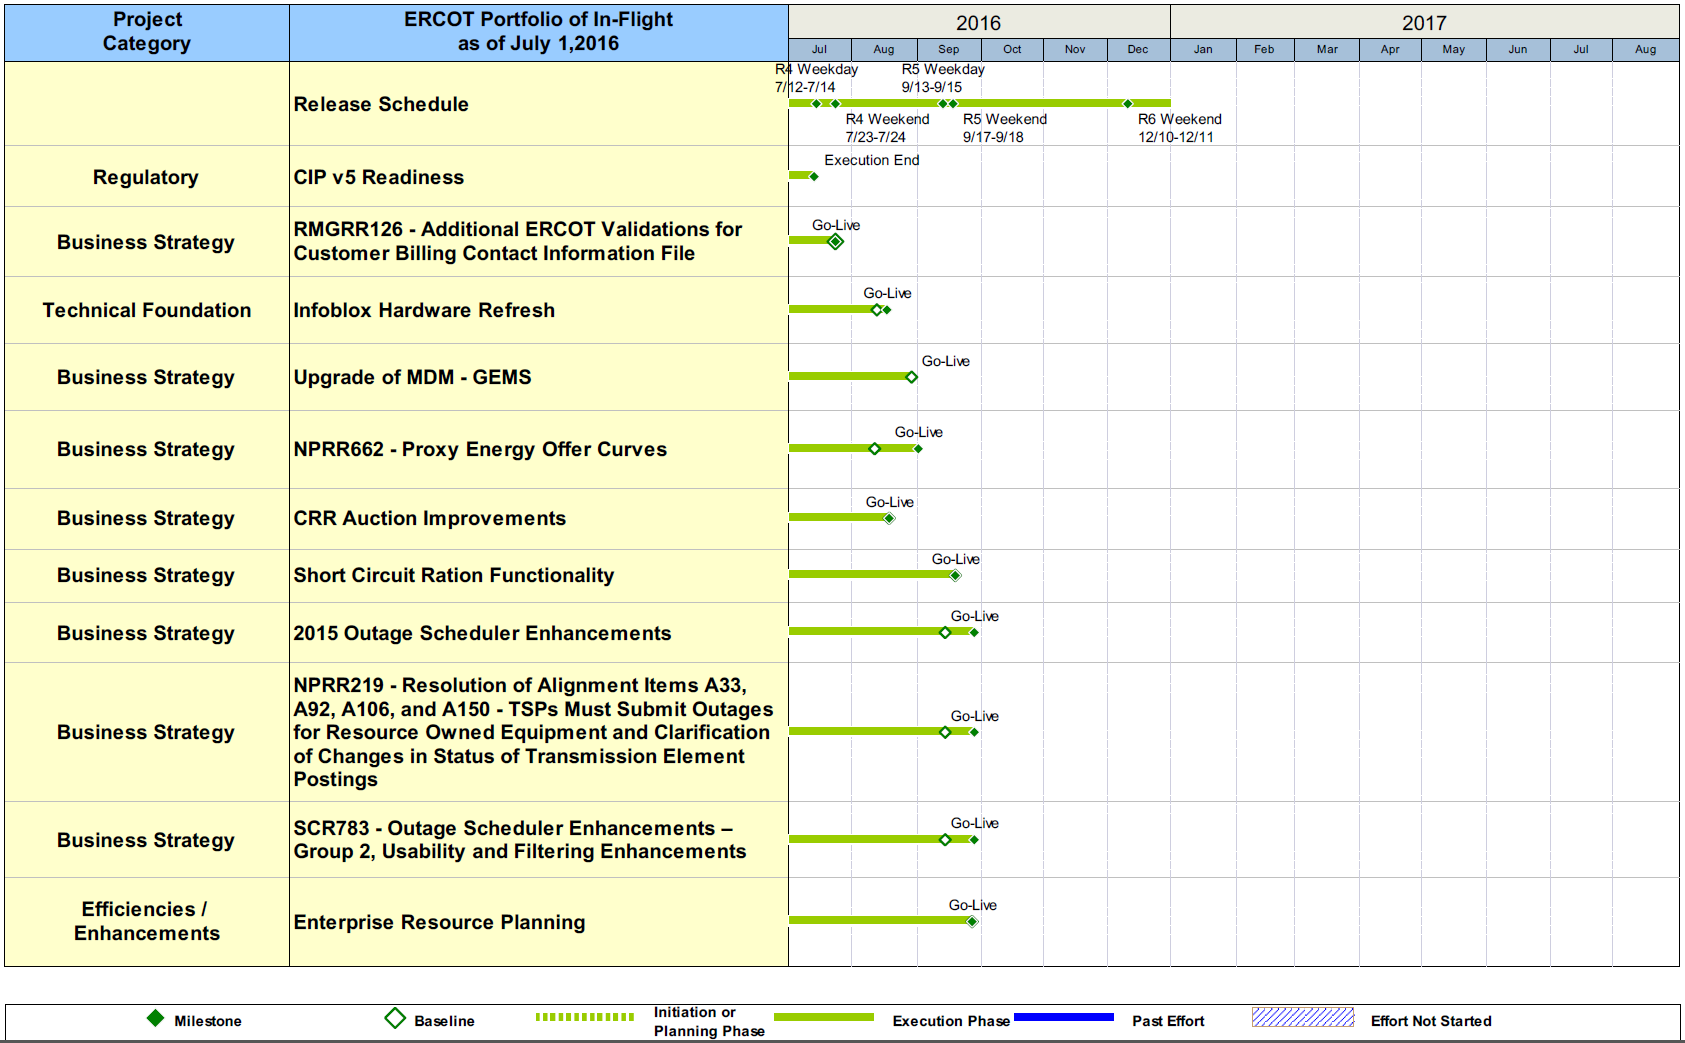 Project
Category
ERCOT Portfolio of In-Flight
as of July 1,2016
2016
2017
Jul
Aug
Sep
Oct
Nov
Dec
Jan
Feb
Mar
Apr
May
Jun
Jul
Aug
Release Schedule
R4 Weekday
7/12-7/14
R5 Weekday
9/13-9/15
R4 Weekend
7/23-7/24
R5 Weekend
9/17-9/18
R6 Weekend
12/10-12/11
Regulatory
CIP v5 Readiness
Execution End
Business Strategy
RMGRR126 - Additional ERCOT Validations for
Customer Billing Contact Information File
Go-Live
Technical Foundation
Infoblox Hardware Refresh
Go-Live
Business Strategy
Upgrade of MDM - GEMS
Go-Live
Business Strategy
NPRR662 - Proxy Energy Offer Curves
Go-Live
Business Strategy
CRR Auction Improvements
Go-Live
Business Strategy
Short Circuit Ration Functionality
Go-Live
Business Strategy
2015 Outage Scheduler Enhancements
Go-Live
Business Strategy
NPRR219 - Resolution of Alignment Items A33,
A92, A106, and A150 - TSPs Must Submit Outages
for Resource Owned Equipment and Clarification
of Changes in Status of Transmission Element
Postings
Go-Live
Business Strategy
SCR783 - Outage Scheduler Enhancements –
Group 2, Usability and Filtering Enhancements
Go-Live
Efficiencies /
Enhancements
Enterprise Resource Planning
Go-Live
Milestone
Baseline
Initiation or
Planning Phase
Execution Phase
Past Effort
Effort Not Started